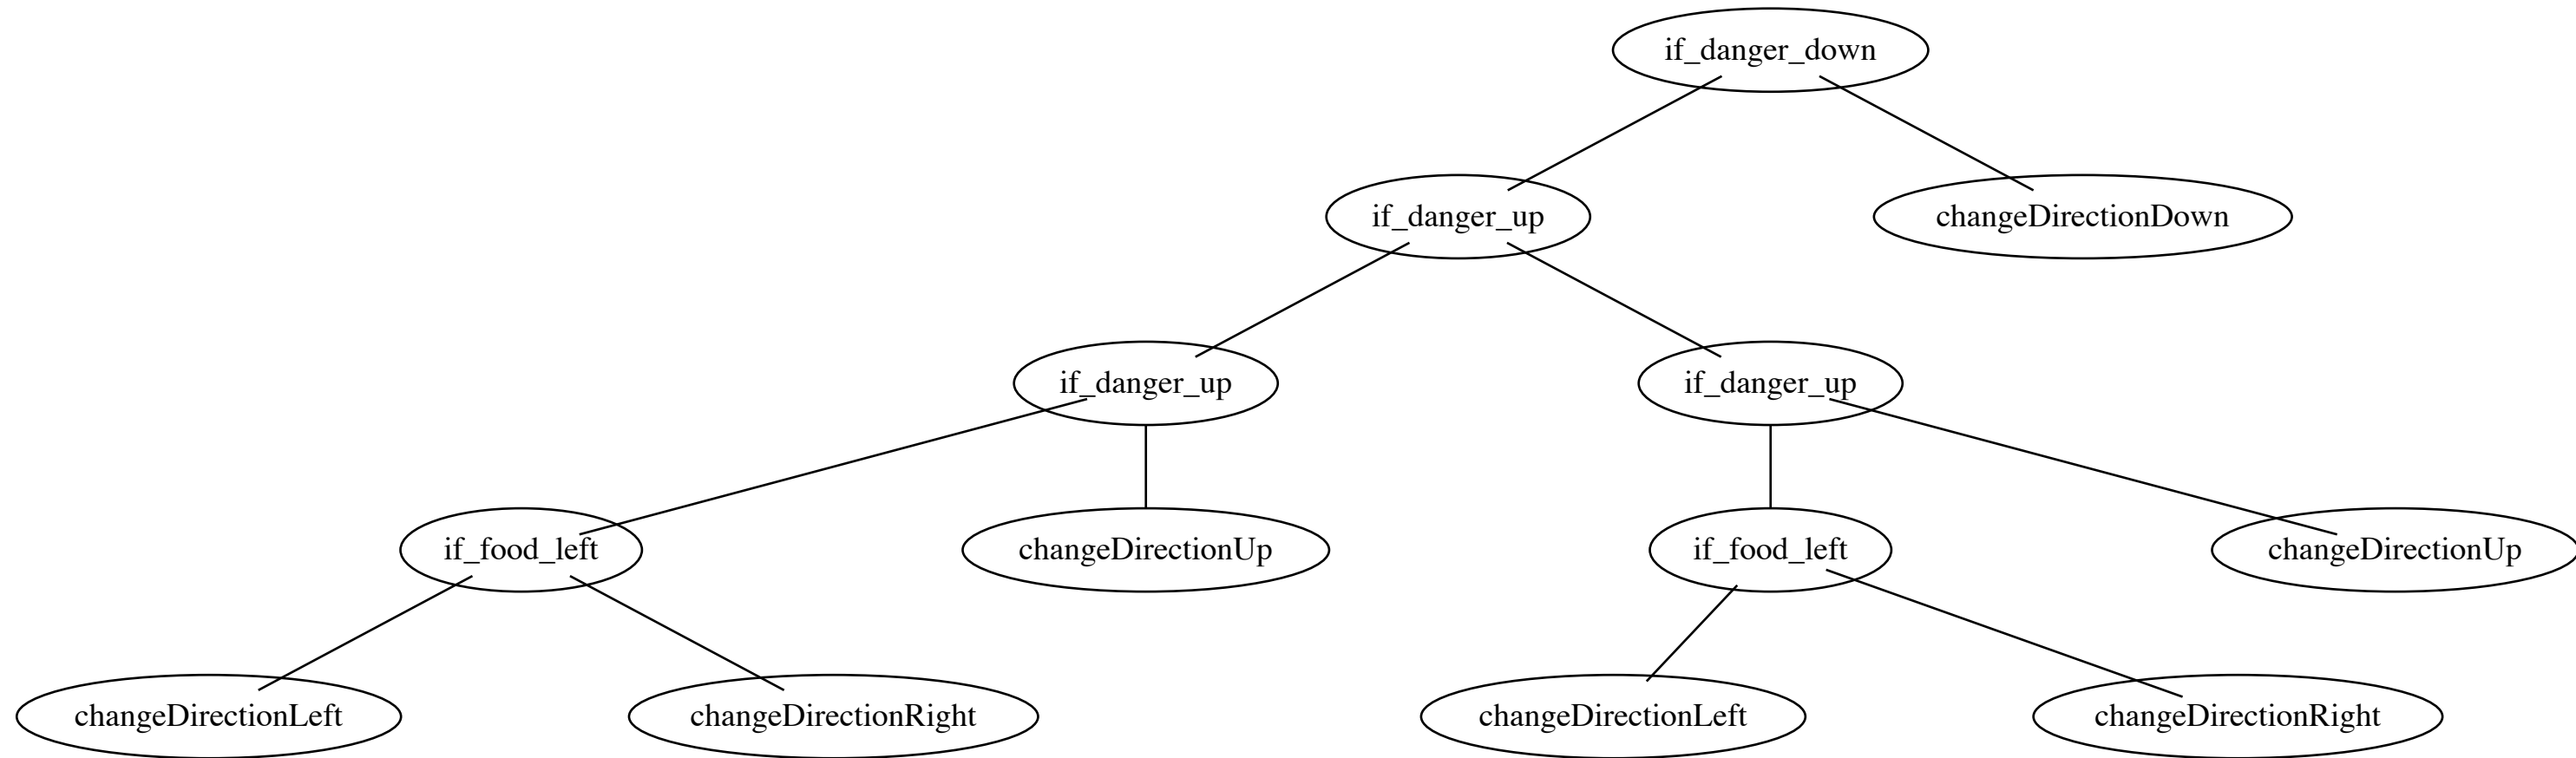 if_danger_down
if_danger_up
changeDirectionDown
if_danger_up
if_danger_up
if_food_left
changeDirectionUp
if_food_left
changeDirectionUp
changeDirectionLeft
changeDirectionRight
changeDirectionLeft
changeDirectionRight